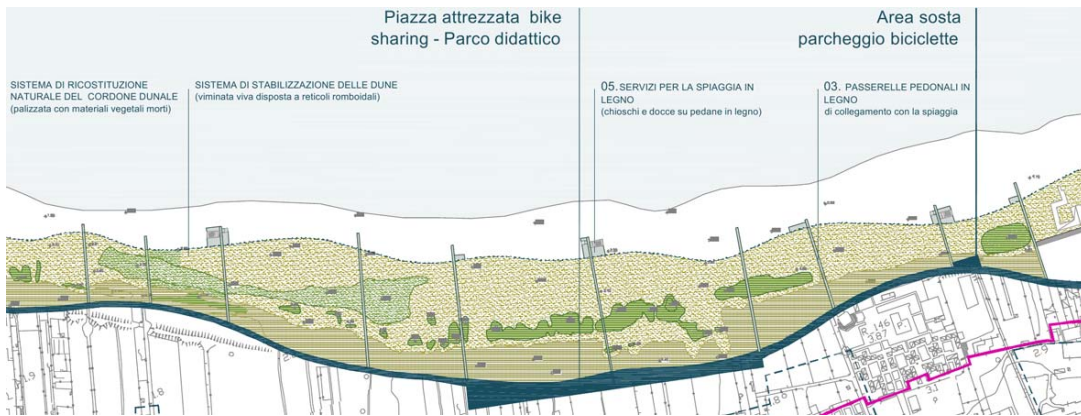 Piazza attrezzata bike
sharing - Parco didattico
Area sosta
parcheggio biciclette
SISTEMA DI RICOSTITUZIONE
NATURALE DEL CORDONE DUNALE
(palizzata con materiali vegetali morti)
SISTEMA DI STABILIZZAZIONE DELLE DUNE
(viminata viva disposta a reticoli romboidali)
05. SERVIZI PER LA SPIAGGIA IN
LEGNO
(chioschi e docce su pedane in legno)
03. PASSERELLE PEDONALI IN
LEGNO
di collegamento con la spiaggia